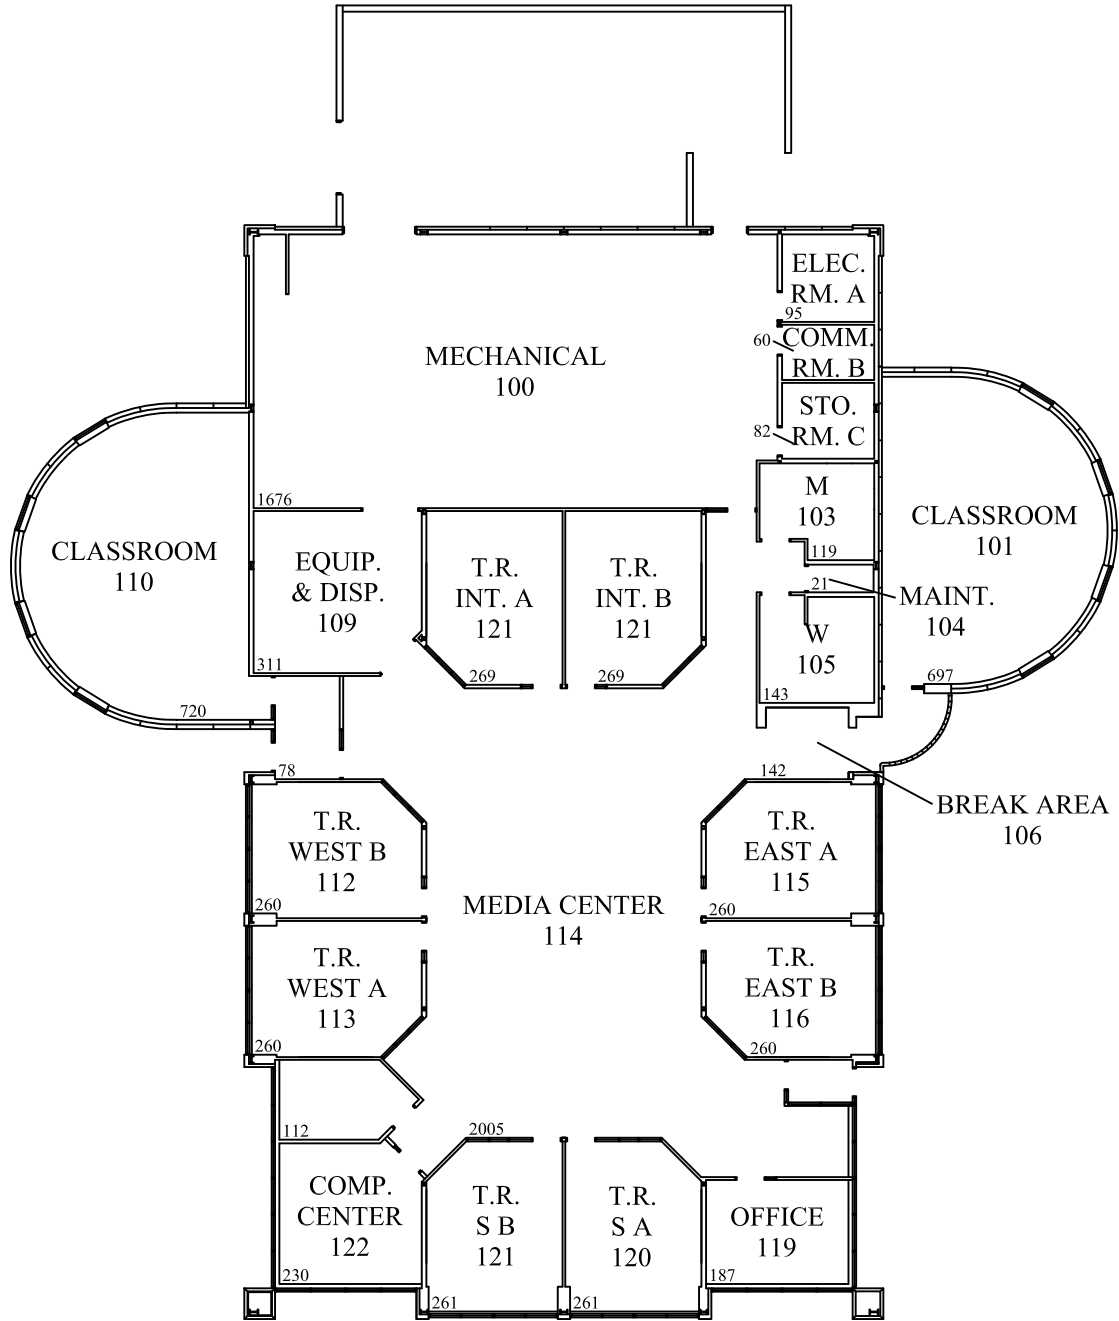 ELEC.
RM. A
95
COMM.
RM. B
60
STO.
RM. C
82
MECHANICAL
100
1676
M
103
119
CLASSROOM
101
697
CLASSROOM
110
720
EQUIP.
& DISP.
109
311
T.R.
INT. A
121
269
T.R.
INT. B
121
269
21
MAINT.
104
W
105
143
BREAK AREA
106
78
T.R.
WEST B
112
260
142
T.R.
EAST A
115
260
MEDIA CENTER
114
T.R.
WEST A
113
260
T.R.
EAST B
116
260
112
2005
COMP.
CENTER
122
230
T.R.
S B
121
261
T.R.
S A
120
261
OFFICE
119
187